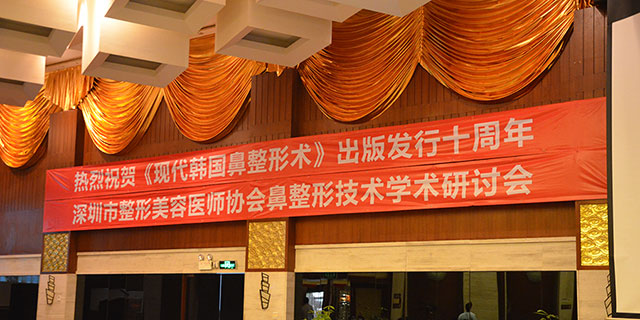 热烈祝贺《现代韩国鼻整形术》出版发行十周年
深圳市整形美容医师协会鼻整形技术学术研讨会